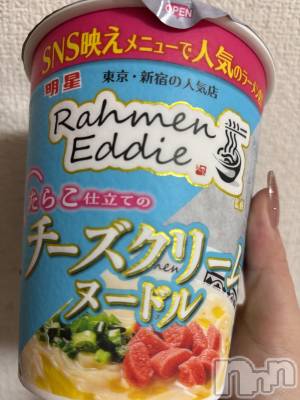 OPEN
SNS映えメニューで人気のラーメン
明星
東京・新宿の人気店
Rahmen
Eddie
たらこ仕立ての
チーズクリーム
ヌードル